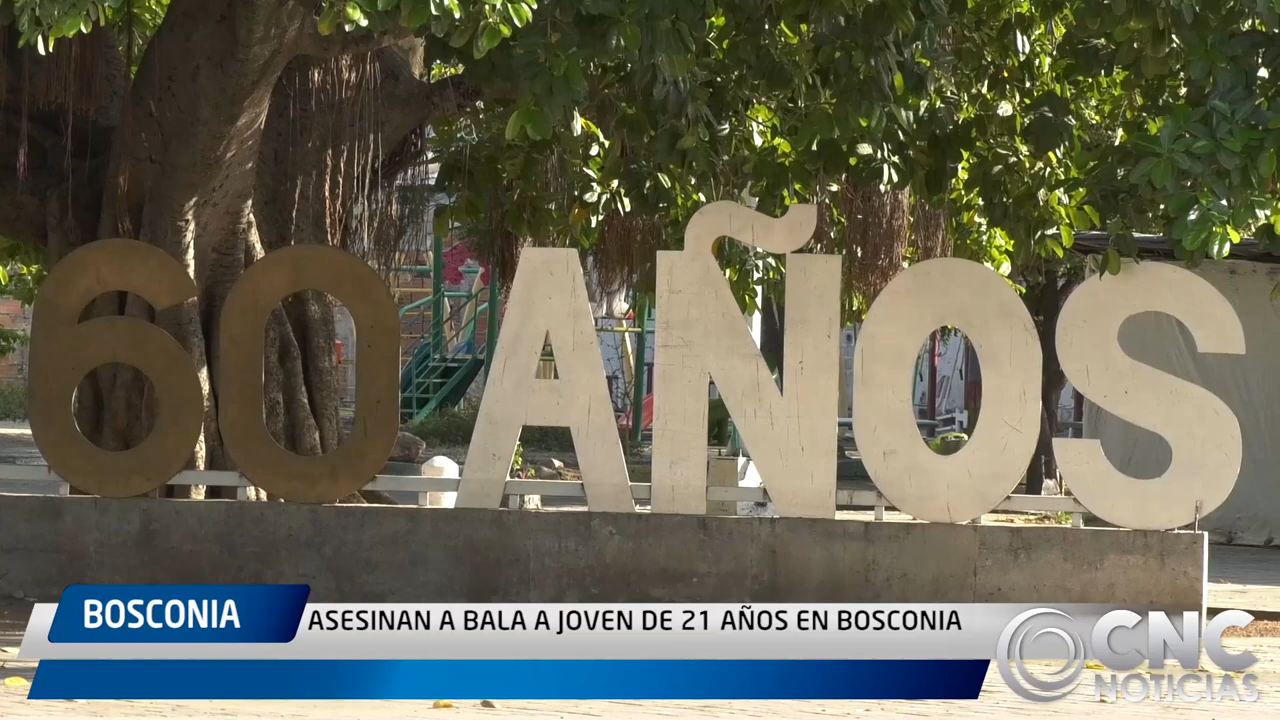 60 AÑOS
BOSCONIA
ASESINAN A BALA A JOVEN DE 21 AÑOS EN BOSCONIA
CNC
NOTICIAS